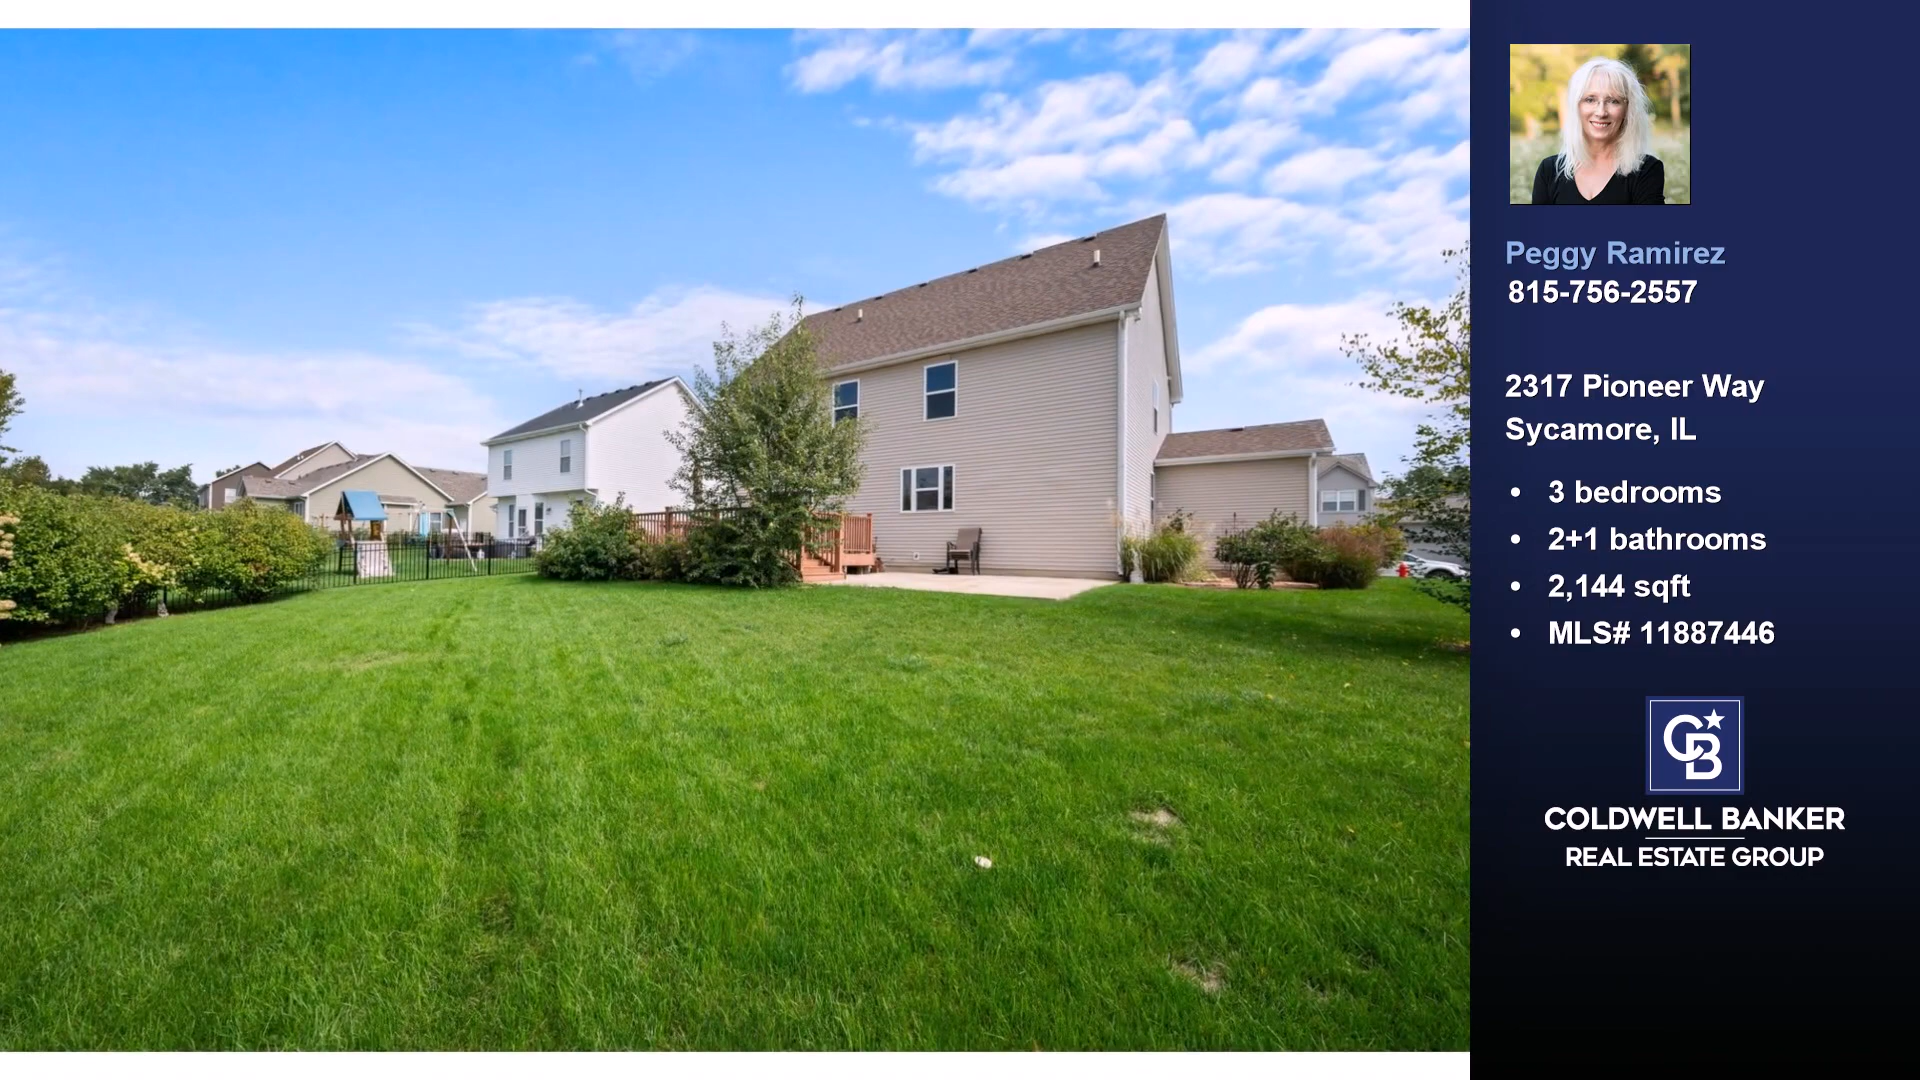 Peggy Ramirez
815-756-2557
2317 Pioneer Way
Sycamore, IL
• 3 bedrooms
• 2+1 bathrooms
• 2,144 sqft
• MLS# 11887446
CB
COLDWELL BANKER
REAL ESTATE GROUP